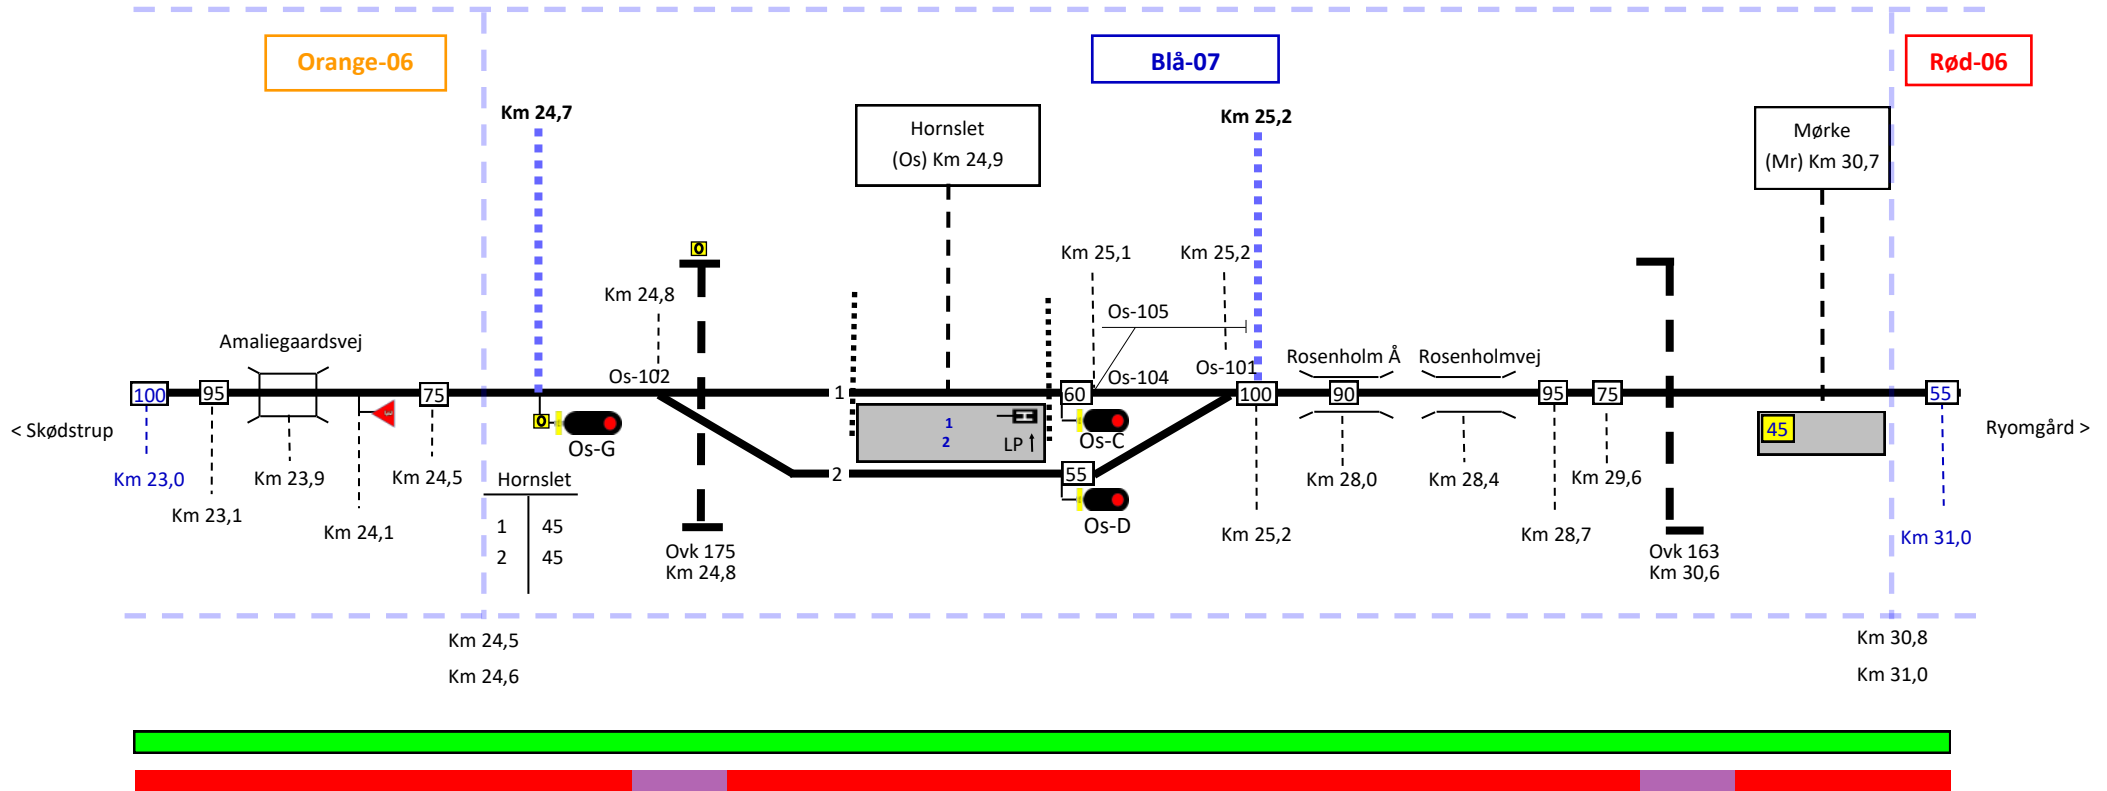 Orange-06
Blå-07
Rød-06
Km 24,7
Hornslet
(Os) Km 24,9
Km 25,2
Mørke
(Mr) Km 30,7
O
Km 25,1
Km 25,2
Km 24,8
Os-105
Amaliegaardsvej
Rosenholm Å
Rosenholmvej
Os-102
Os-104
Os-101
100
95
75
1
60
100
90
95
75
55
3
O
Os-G
1
2
H
LP
Os-C
45
< Skødstrup
Ryomgård >
2
55
Os-D
Km 23,0
Km 23,1
Km 23,9
Km 24,1
Km 24,5
Hornslet
1 45
2 45
Ovk 175
Km 24,8
Km 25,2
Km 28,0
Km 28,4
Km 28,7
Km 29,6
Ovk 163
Km 30,6
Km 31,0
Km 24,5
Km 24,6
Km 30,8
Km 31,0